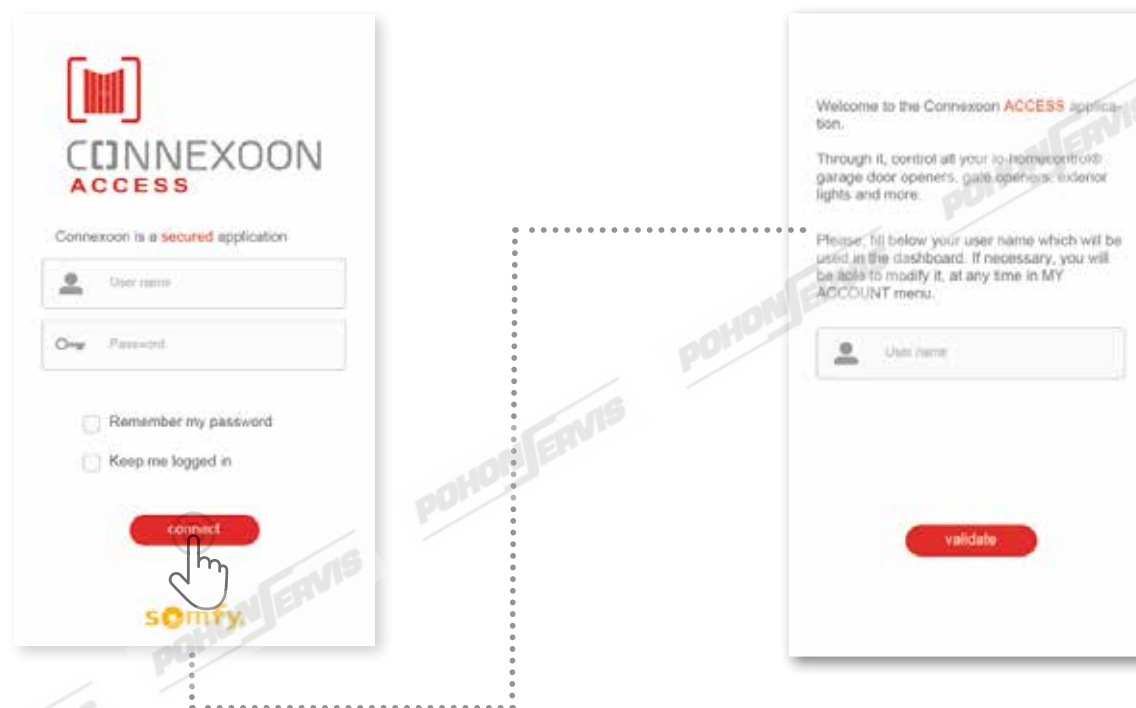 CONNEXOON
ACCESS
Connexoon is a secured application
User name
Password
Remember my password
Keep me logged in
connect
somfy.
Welcome to the Connexoon ACCESS applica-
tion.
Through it, control all your io-homecontrol®
garage door openers, gate openers, exterior
lights and more.
Please, fill below your user name which will be
used in the dashboard. If necessary, you will
be able to modify it, at any time in MY
ACCOUNT menu.
User name
validate
POHONSERVIS
POHONSERVIS
POHONSERVIS
POHONSERVIS